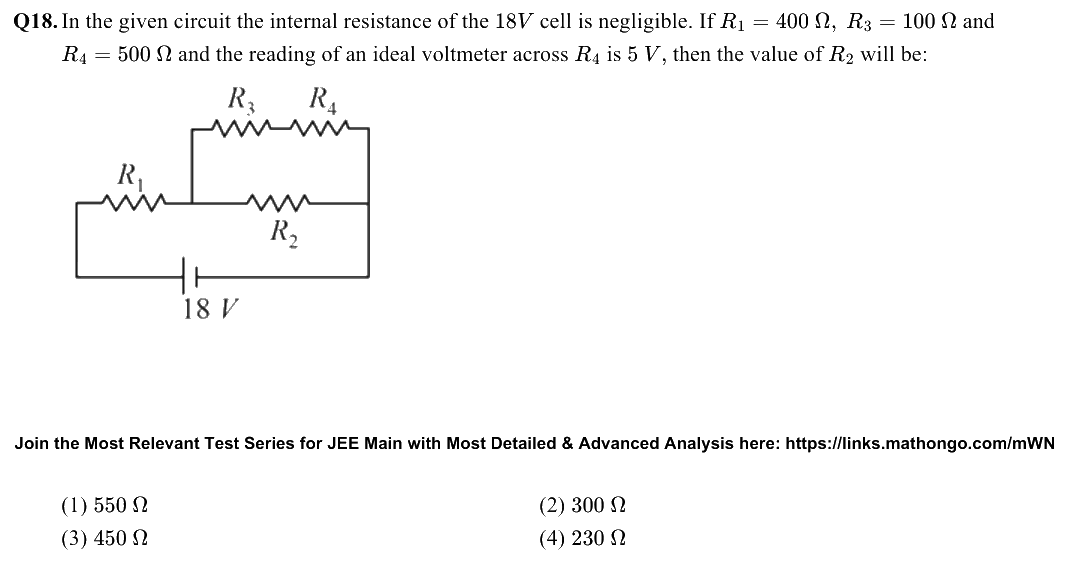 Q18. In the given circuit the internal resistance of the 18V cell is negligible. If R₁ = 400 Ω, R₃ = 100 Ω and
R₄ = 500 Ω and the reading of an ideal voltmeter across R₄ is 5 V, then the value of R₂ will be:
R₃ R₄
R₁
R₂
18 V
Join the Most Relevant Test Series for JEE Main with Most Detailed & Advanced Analysis here: https://links.mathongo.com/mWN
(1) 550 Ω (2) 300 Ω
(3) 450 Ω (4) 230 Ω